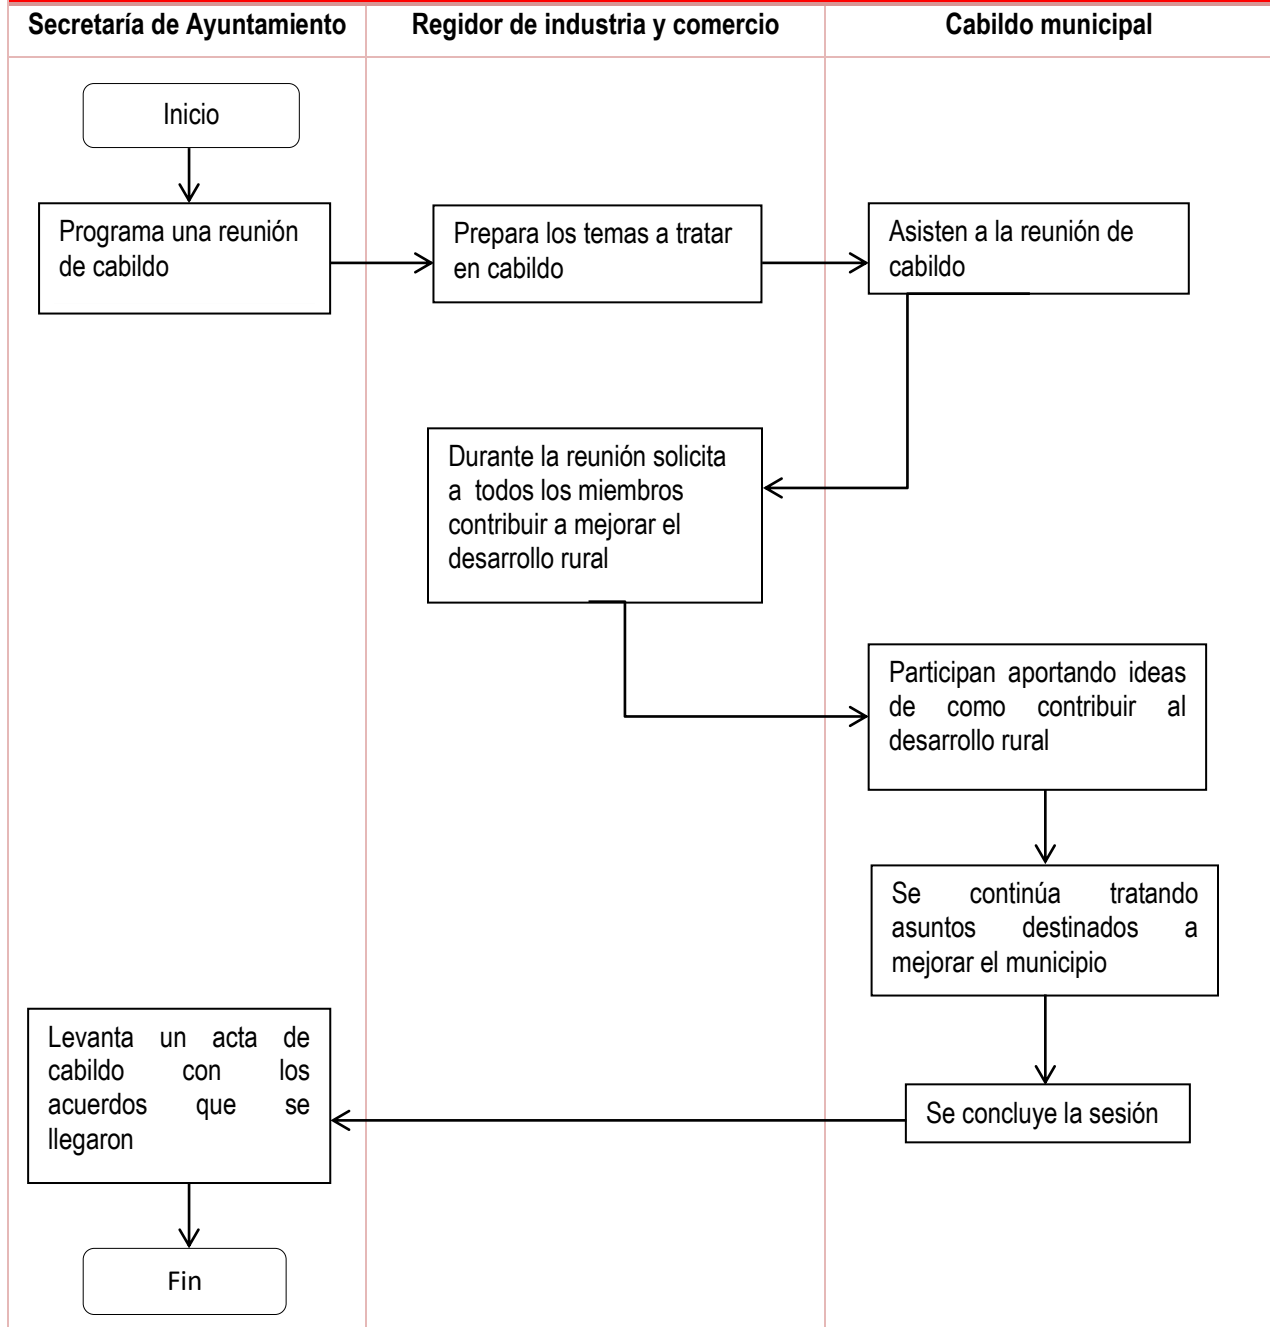 Secretaría de Ayuntamiento
Regidor de industria y comercio
Cabildo municipal
Inicio
Programa una reunión
de cabildo
Prepara los temas a tratar
en cabildo
Asisten a la reunión de
cabildo
Durante la reunión solicita
a todos los miembros
contribuir a mejorar el
desarrollo rural
Participan aportando ideas
de como contribuir al
desarrollo rural
Se continúa tratando
asuntos destinados a
mejorar el municipio
Se concluye la sesión
Levanta un acta de
cabildo con los
acuerdos que se
llegaron
Fin